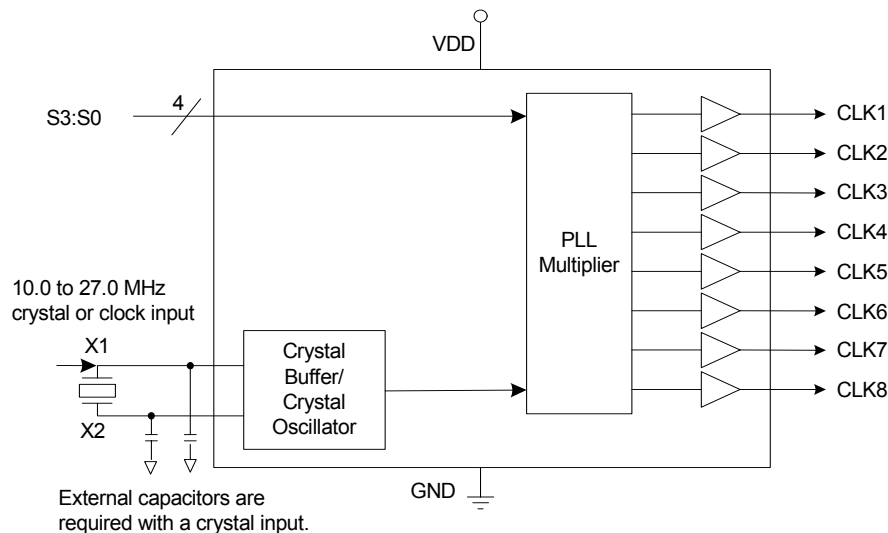 VDD
4
S3:S0
CLK1
CLK2
CLK3
CLK4
PLL
Multiplier
CLK5
CLK6
CLK7
CLK8
10.0 to 27.0 MHz
crystal or clock input
X1
X2
Crystal
Buffer/
Crystal
Oscillator
GND
External capacitors are
required with a crystal input.